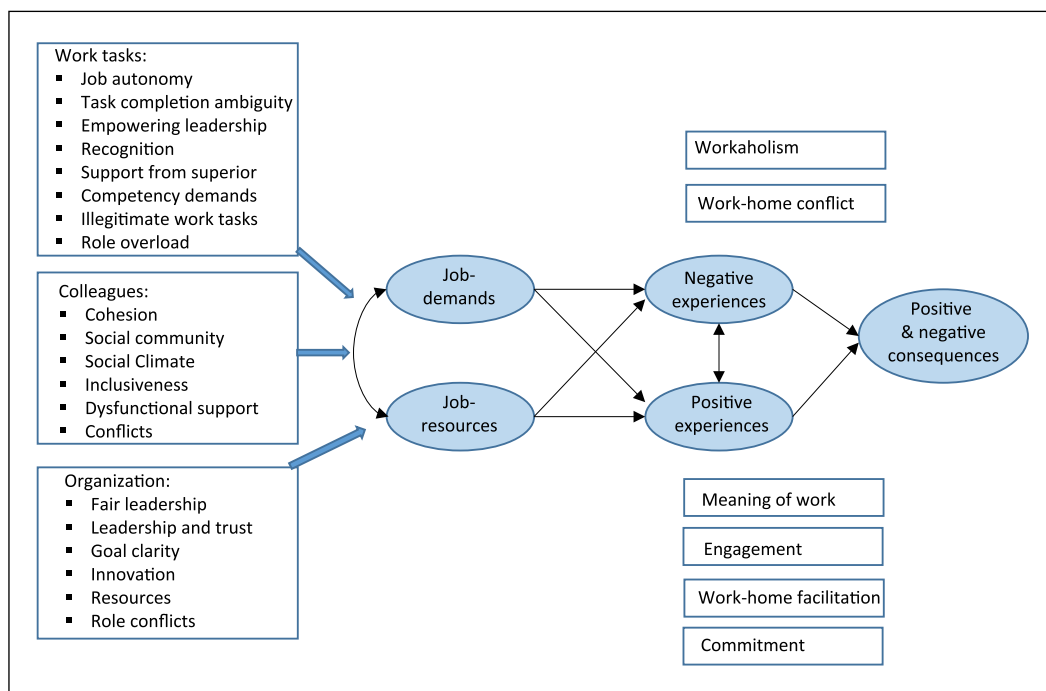 Work tasks:
▪ Job autonomy
▪ Task completion ambiguity
▪ Empowering leadership
▪ Recognition
▪ Support from superior
▪ Competency demands
▪ Illegitimate work tasks
▪ Role overload
Colleagues:
▪ Cohesion
▪ Social community
▪ Social Climate
▪ Inclusiveness
▪ Dysfunctional support
▪ Conflicts
Organization:
▪ Fair leadership
▪ Leadership and trust
▪ Goal clarity
▪ Innovation
▪ Resources
▪ Role conflicts
Job-
demands
Job-
resources
Workaholism
Work-home conflict
Negative
experiences
Positive
experiences
Meaning of work
Engagement
Work-home facilitation
Commitment
Positive
& negative
consequences